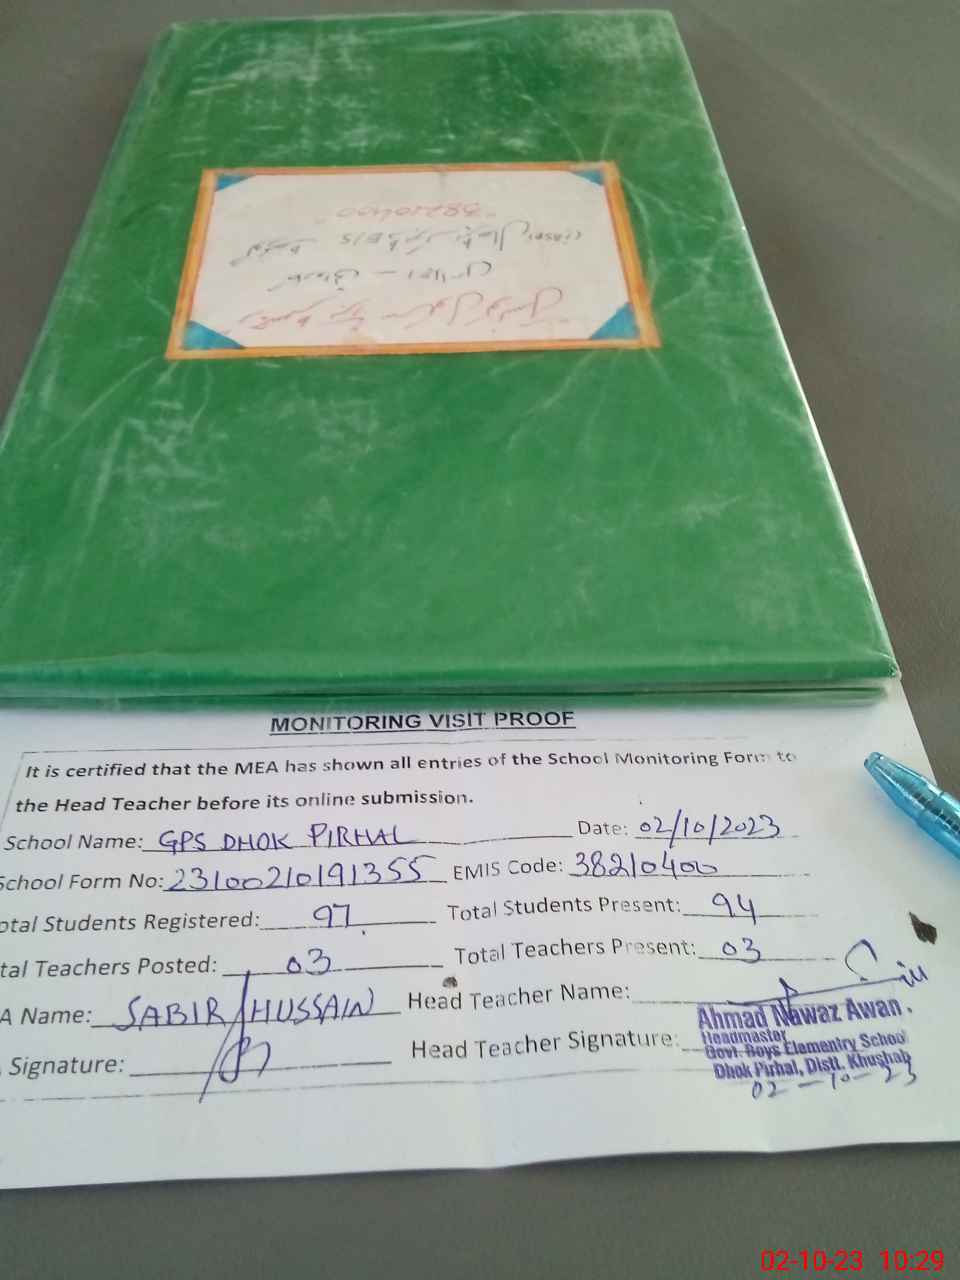 38210400
MONITORING VISIT PROOF
It is certified that the MEA has shown all entries of the School Monitoring Form to
the Head Teacher before its online submission.
School Name: GPS DHOK PIRHAL Date: 02/10/2023
School Form No: 23100210191355 EMIS Code: 38210400
otal Students Registered: 97 Total Students Present: 94
tal Teachers Posted: 03 Total Teachers Present: 03
A Name: SABIR HUSSAIN Head Teacher Name:
Signature: Head Teacher Signature:
Ahmad Nawaz Awan.
Headmaster
Govt. Boys Elementry School
Dhok Pirhal, Distt. Khushab
02-10-23
02-10-23 10:29